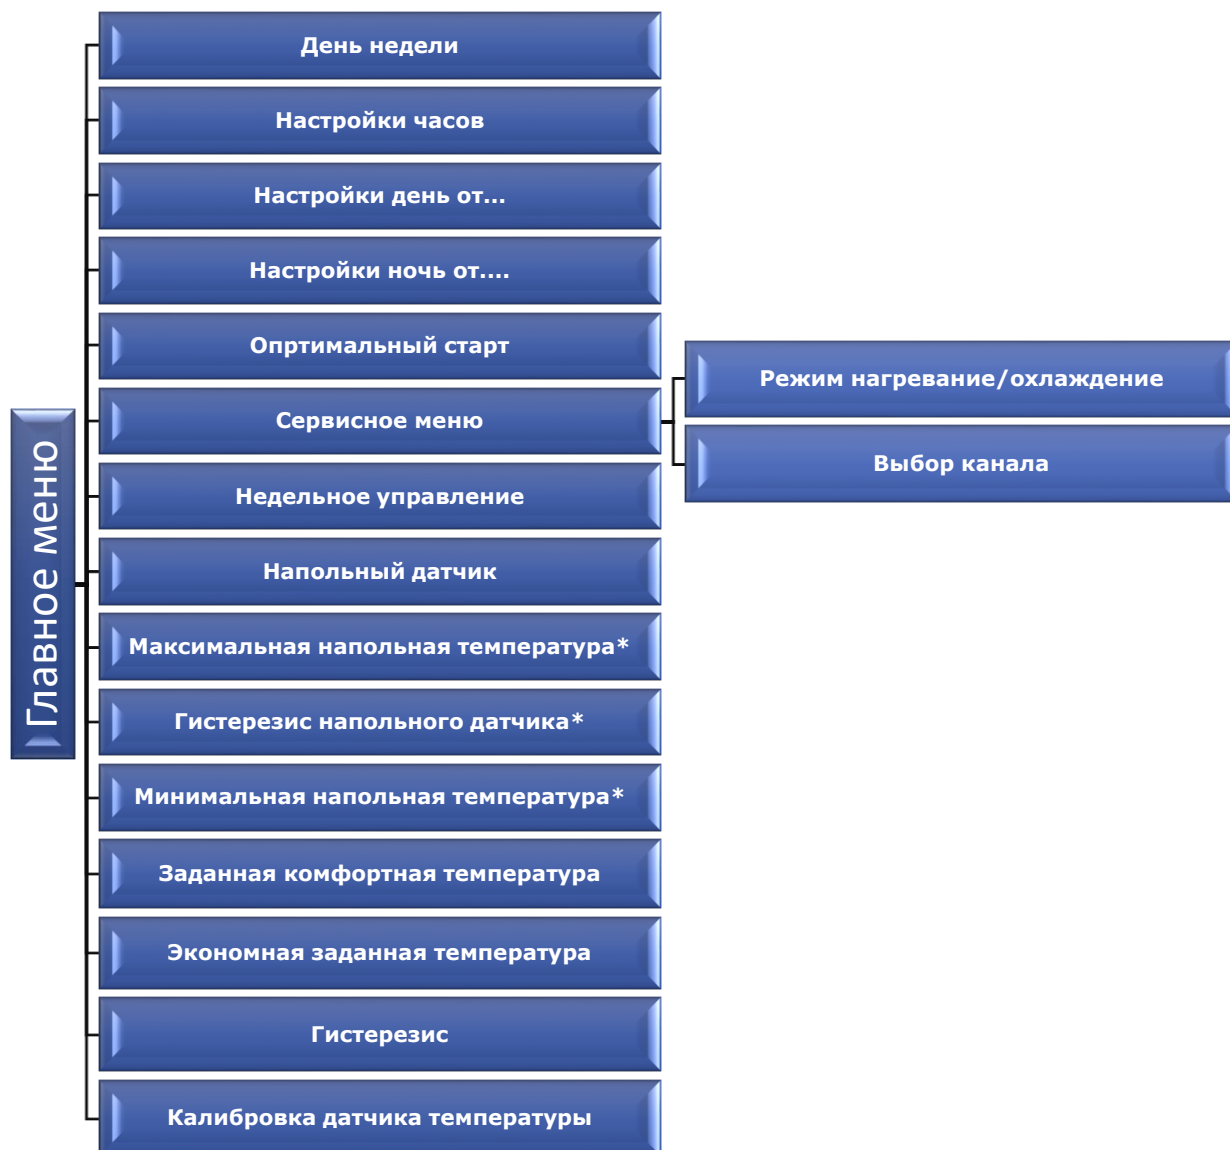 Главное меню
День недели
Настройки часов
Настройки день от...
Настройки ночь от....
Опртимальный старт
Сервисное меню
Режим нагревание/охлаждение
Выбор канала
Недельное управление
Напольный датчик
Максимальная напольная температура*
Гистерезис напольного датчика*
Минимальная напольная температура*
Заданная комфортная температура
Экономная заданная температура
Гистерезис
Калибровка датчика температуры